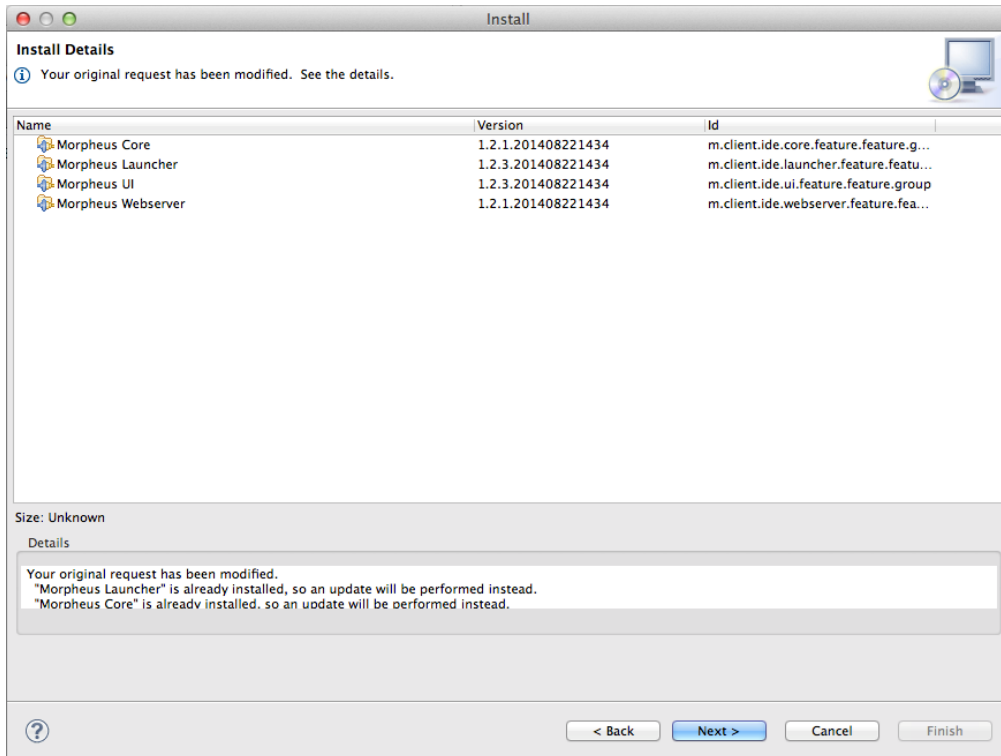 Install
Install Details
Your original request has been modified. See the details.
Name Version Id
Morpheus Core 1.2.1.201408221434 m.client.ide.core.feature.feature.g...
Morpheus Launcher 1.2.3.201408221434 m.client.ide.launcher.feature.featu...
Morpheus UI 1.2.3.201408221434 m.client.ide.ui.feature.feature.group
Morpheus Webserver 1.2.1.201408221434 m.client.ide.webserver.feature.fea...
Size: Unknown
Details
Your original request has been modified.
"Morpheus Launcher" is already installed, so an update will be performed instead.
"Morpheus Core" is already installed, so an update will be performed instead.
? < Back Next > Cancel Finish